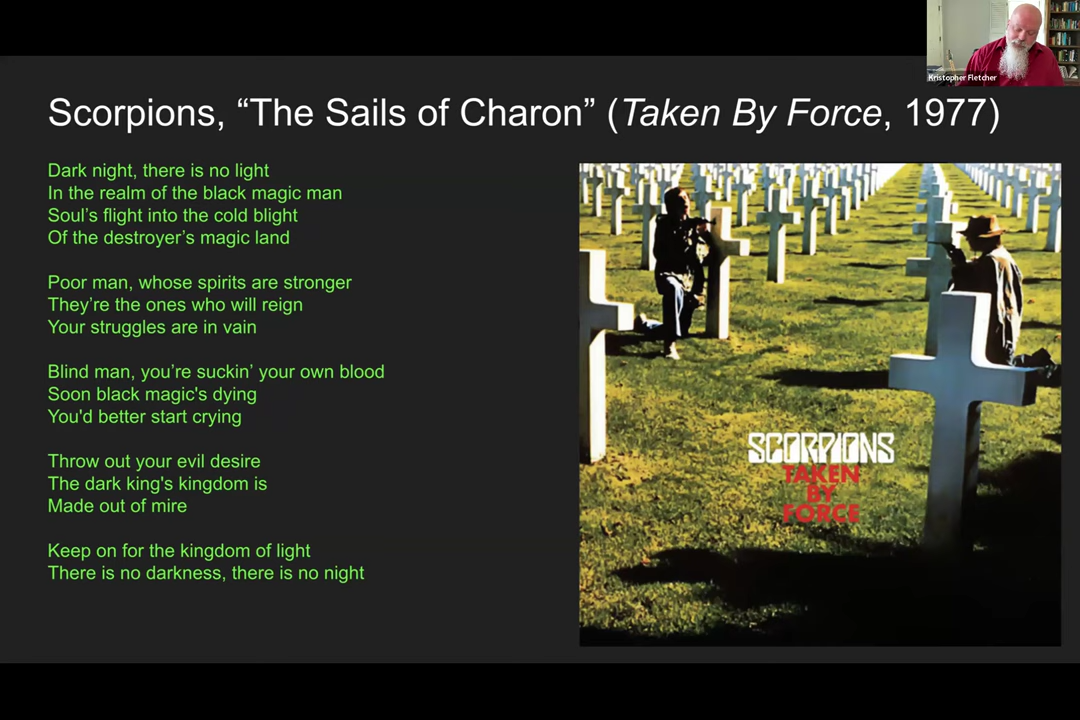 Kristopher Fletcher
Scorpions, “The Sails of Charon” (Taken By Force, 1977)
Dark night, there is no light
In the realm of the black magic man
Soul’s flight into the cold blight
Of the destroyer’s magic land
Poor man, whose spirits are stronger
They’re the ones who will reign
Your struggles are in vain
Blind man, you’re suckin’ your own blood
Soon black magic's dying
You'd better start crying
Throw out your evil desire
The dark king's kingdom is
Made out of mire
Keep on for the kingdom of light
There is no darkness, there is no night
SCORPIONS
TAKEN
BY
FORCE